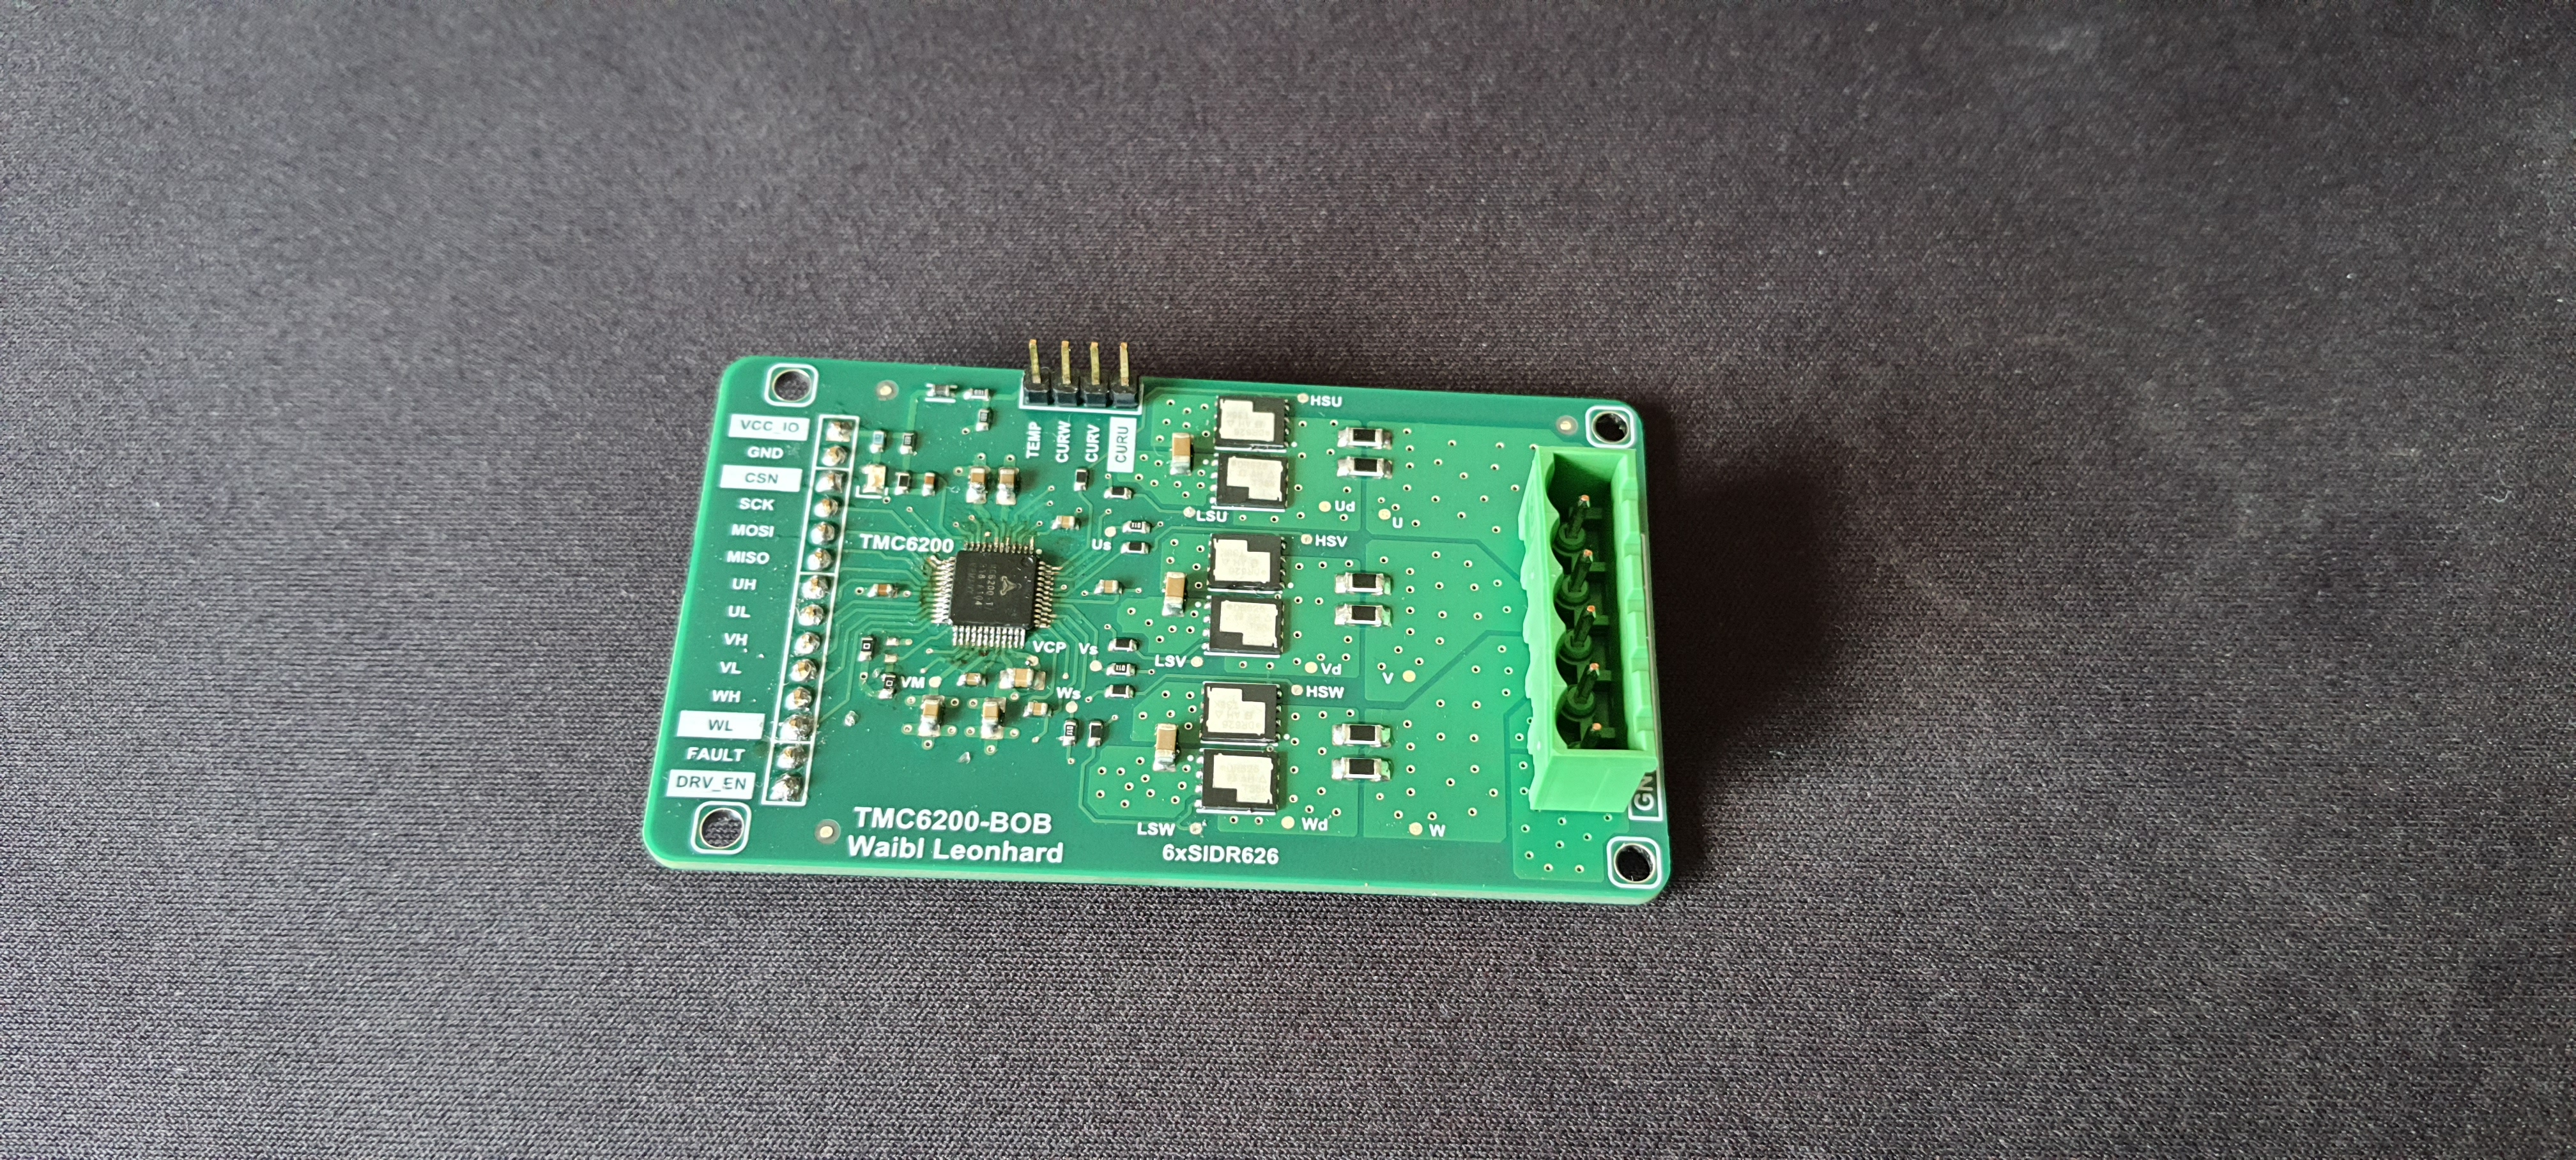 VCC_IO
GND
CSN
SCK
MOSI
MISO
UH
UL
VH
VL
WH
WL
FAULT
DRV_EN
TEMP
CURW
CURV
CURU
TMC6200
VCP
VM
Us
Vs
Ws
HSU
LSU
Ud
U
HSV
LSV
Vd
V
HSW
LSW
Wd
W
TMC6200-BOB
Waibl Leonhard
6xSIDR626